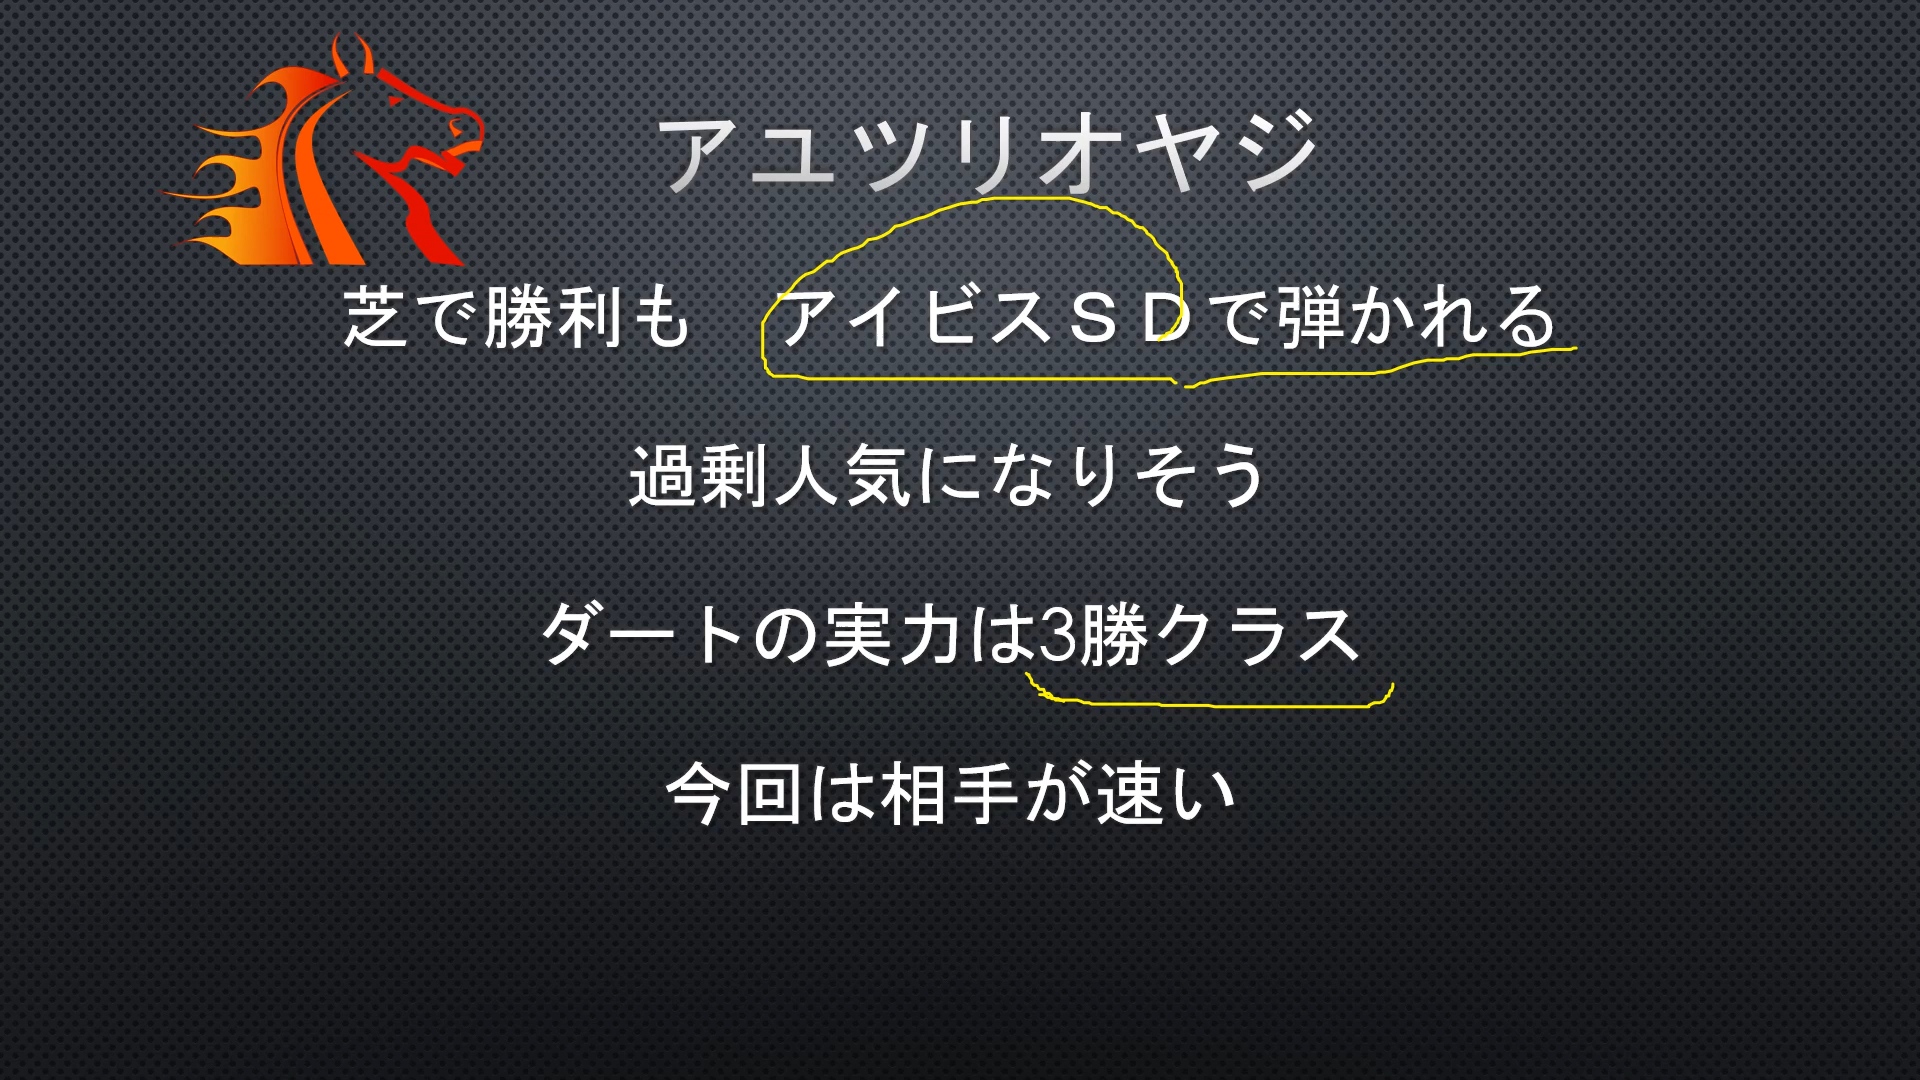 アユツリオヤジ
芝で勝利も　アイビスＳＤで弾かれる
過剰人気になりそう
ダートの実力は3勝クラス
今回は相手が速い